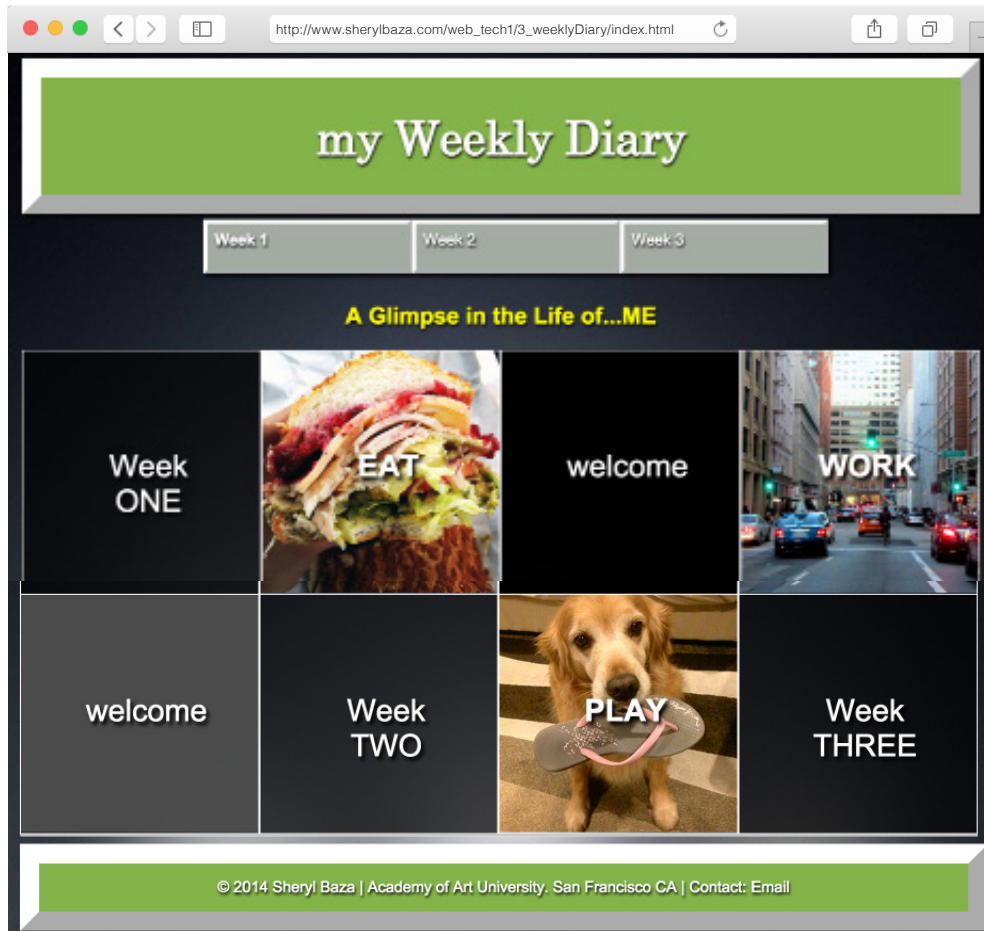 http://www.sherylbaza.com/web_tech1/3_weeklyDiary/index.html
my Weekly Diary
Week 1
Week 2
Week 3
A Glimpse in the Life of...ME
Week
ONE
EAT
welcome
WORK
welcome
Week
TWO
PLAY
Week
THREE
© 2014 Sheryl Baza | Academy of Art University. San Francisco CA | Contact: Email